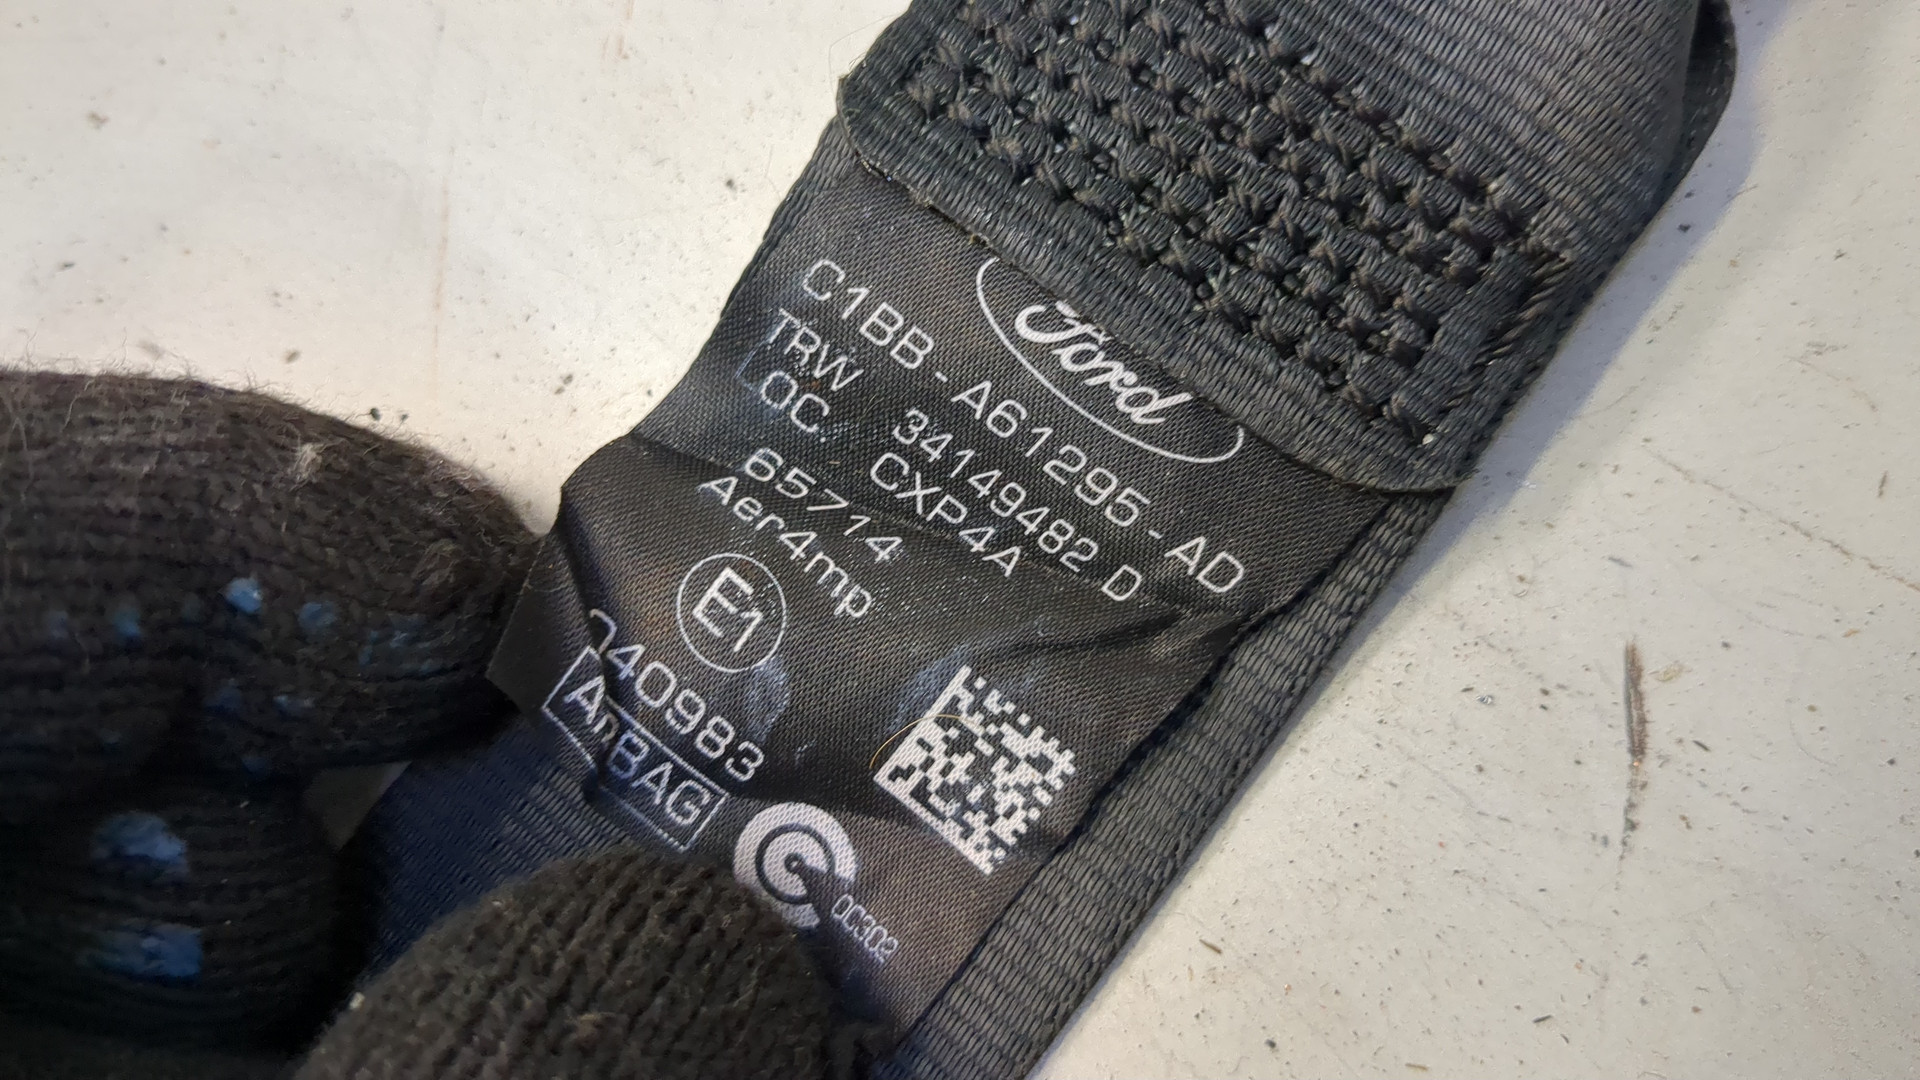 Ford
C1BB - A61295 - AD
TRW 34149482 D
LOC. CXP4A
65714
Aer4mp
E1
040983
AirBAG
0C302